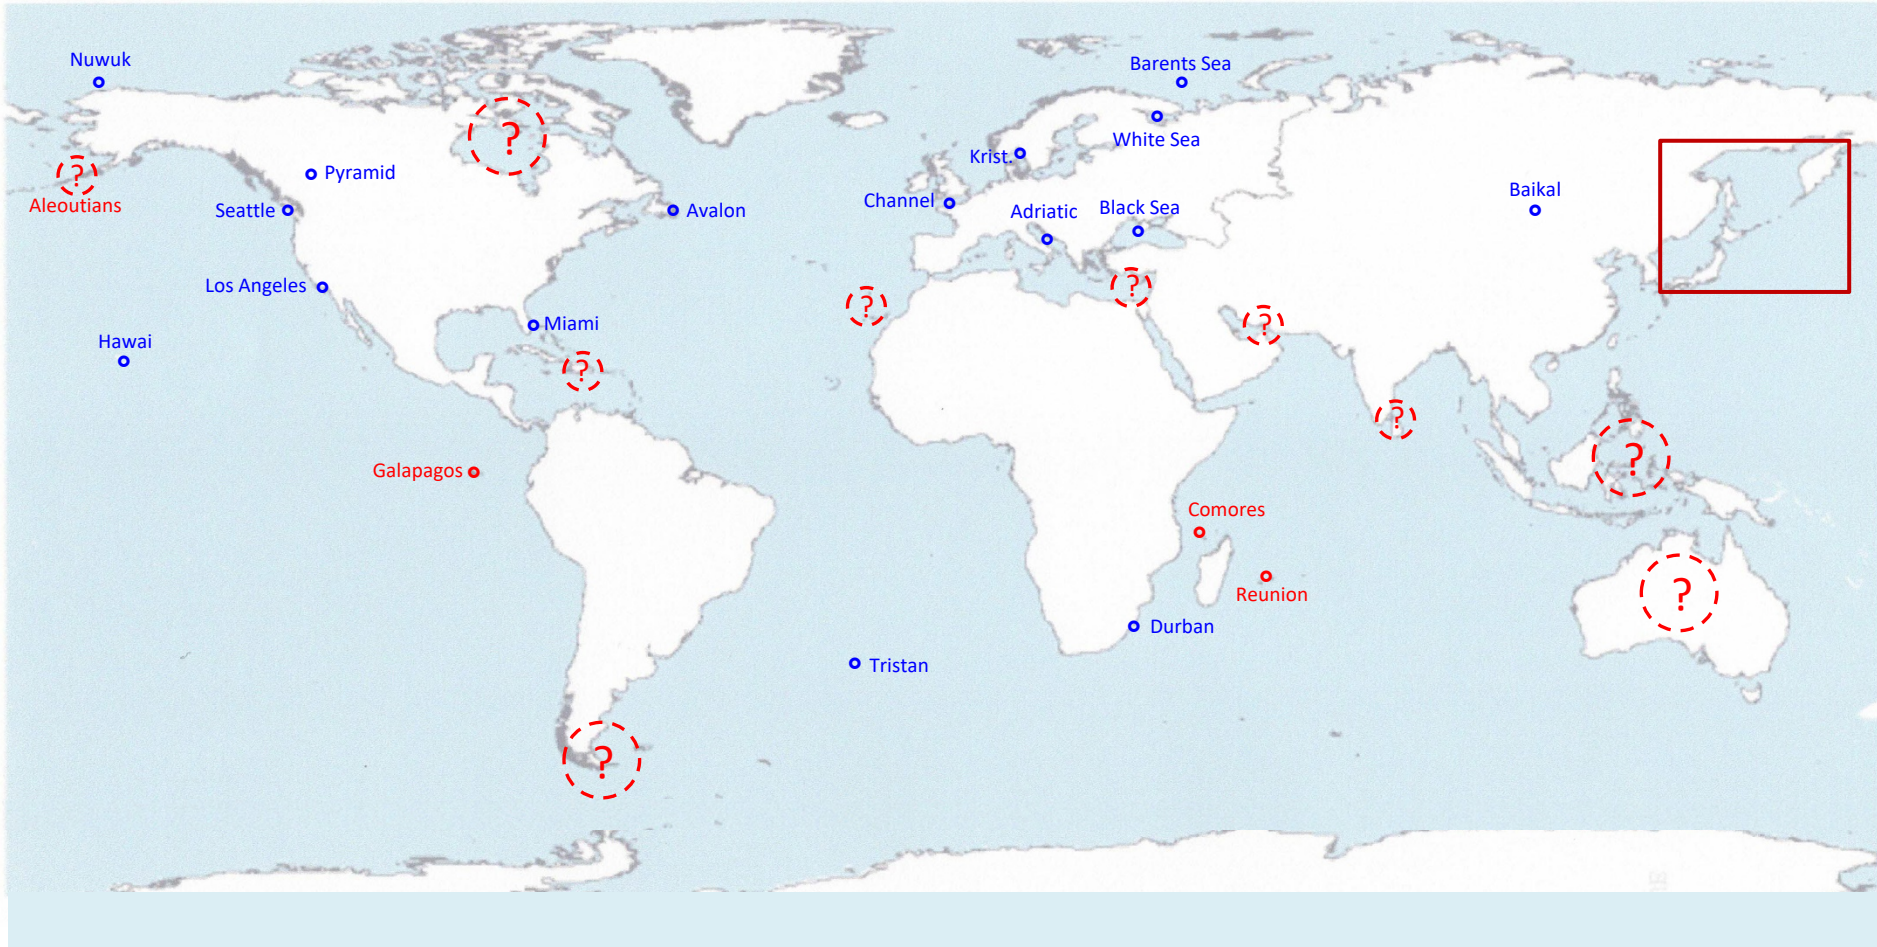 Nuwuk
Barents Sea
?
White Sea
Krist.
?
Aleoutians
Pyramid
Baikal
Seattle
Avalon
Channel
Adriatic
Black Sea
Los Angeles
?
?
?
Miami
Hawai
?
?
?
Galapagos
Comores
Reunion
?
Durban
Tristan
?